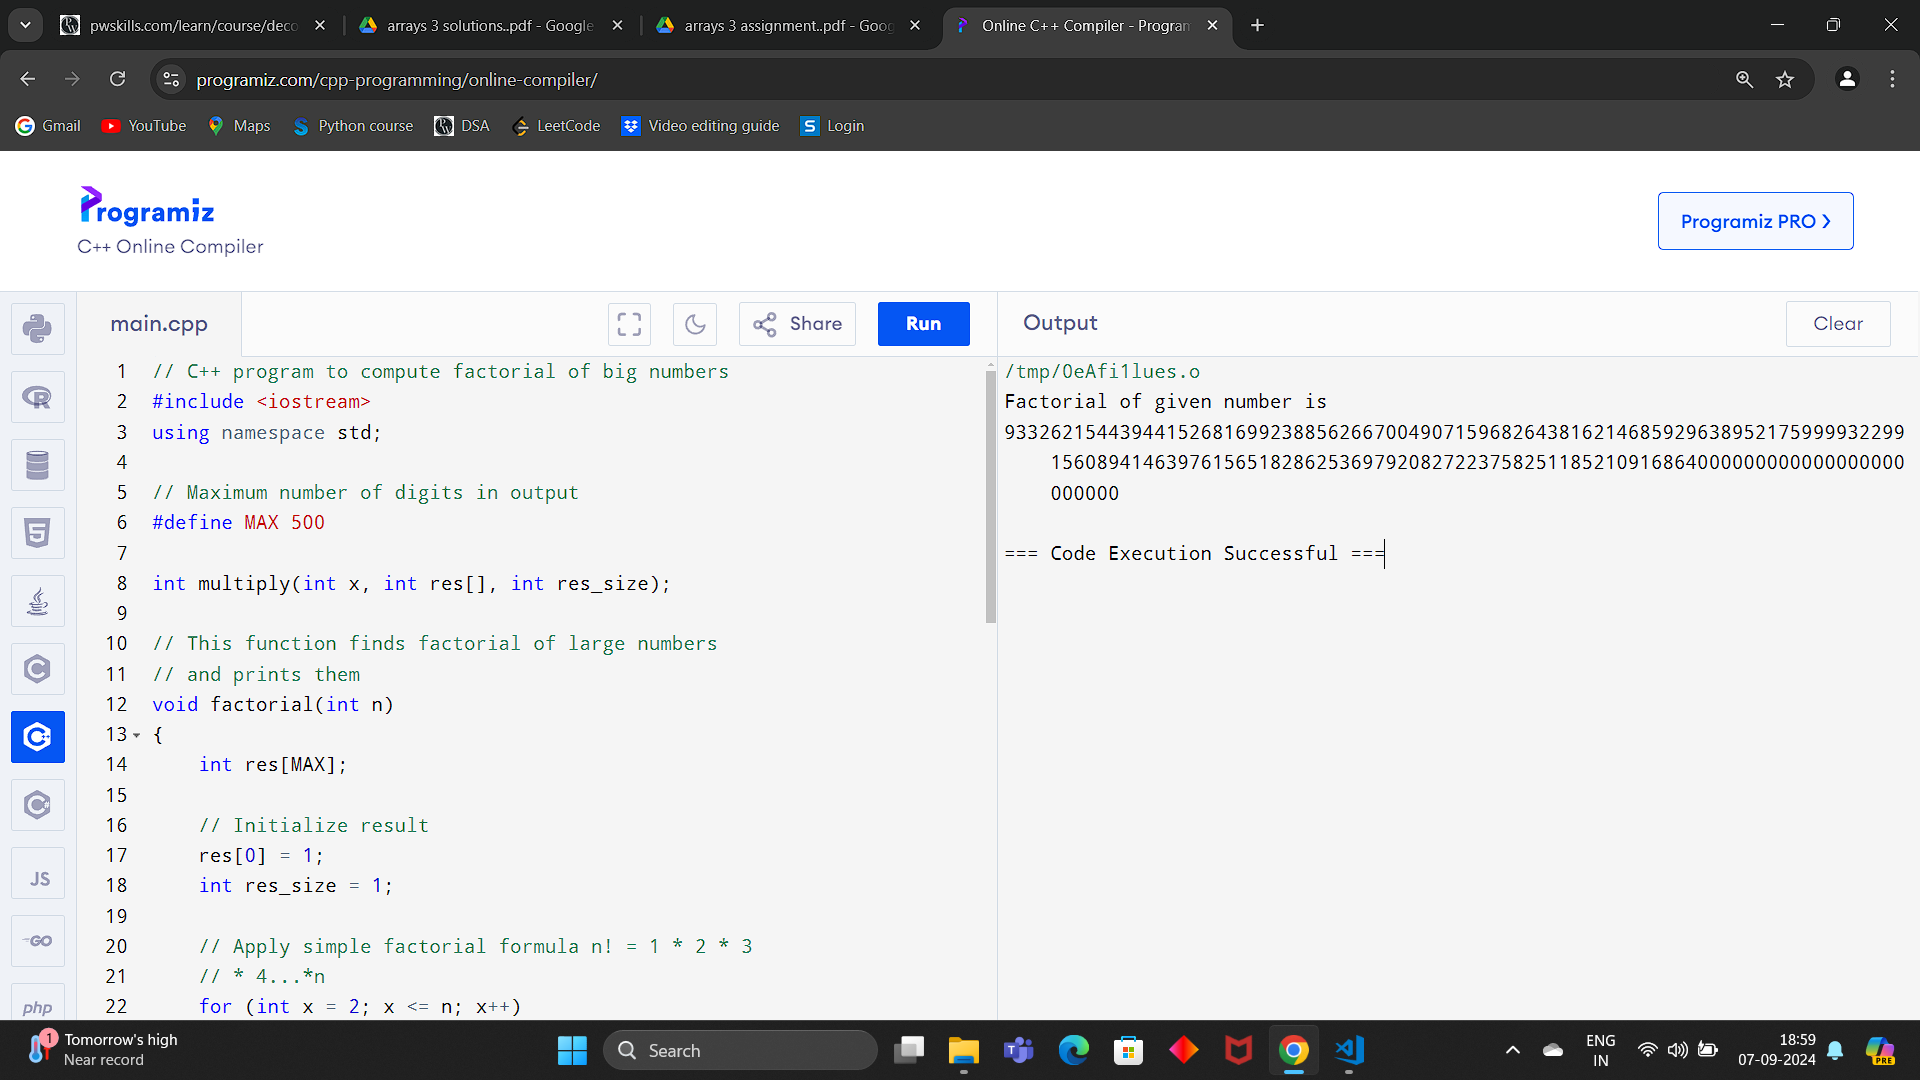 pwskills.com/learn/course/deco
arrays 3 solutions..pdf - Google
arrays 3 assignment..pdf - Goog
Online C++ Compiler - Program
programiz.com/cpp-programming/online-compiler/
Gmail YouTube Maps Python course DSA LeetCode Video editing guide Login
Programiz
C++ Online Compiler
Programiz PRO
main.cpp
Share
Run
Output
Clear
1 // C++ program to compute factorial of big numbers
2 #include <iostream>
3 using namespace std;
4
5 // Maximum number of digits in output
6 #define MAX 500
7
8 int multiply(int x, int res[], int res_size);
9
10 // This function finds factorial of large numbers
11 // and prints them
12 void factorial(int n)
13 {
14 int res[MAX];
15
16 // Initialize result
17 res[0] = 1;
18 int res_size = 1;
19
20 // Apply simple factorial formula n! = 1 * 2 * 3
21 // * 4...*n
22 for (int x = 2; x <= n; x++)
/tmp/0eAfi1lues.o
Factorial of given number is
933262154439441526816992388562667004907159682643816214685929638952175999932299
156089414639761565182862536979208272237582511852109168640000000000000000
000000
=== Code Execution Successful ===
JS
GO
php
1
Tomorrow's high
Near record
Search
ENG
IN
18:59
07-09-2024
PRE